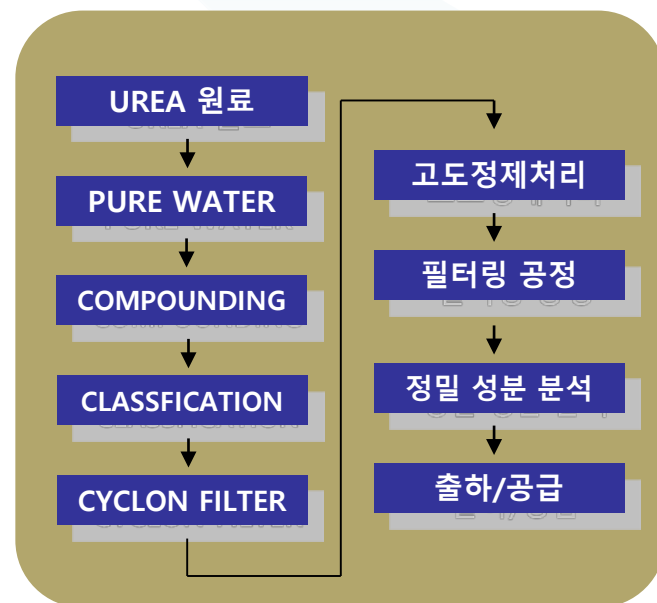 UREA 원료
PURE WATER
COMPOUNDING
CLASSFICATION
CYCLON FILTER
고도정제처리
필터링 공정
정밀 성분 분석
출하/공급